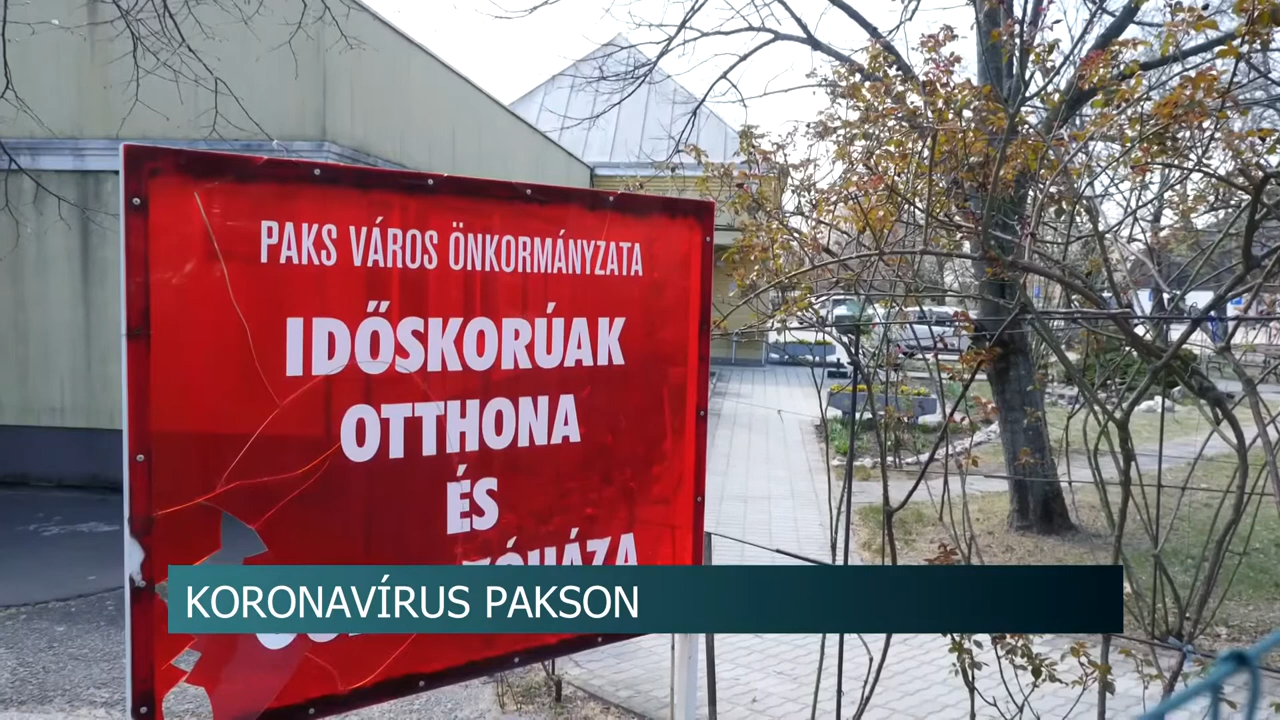 PAKS VÁROS ÖNKORMÁNYZATA
IDŐSKORÚAK
OTTHONA
ÉS
KORONAVÍRUS PAKSON